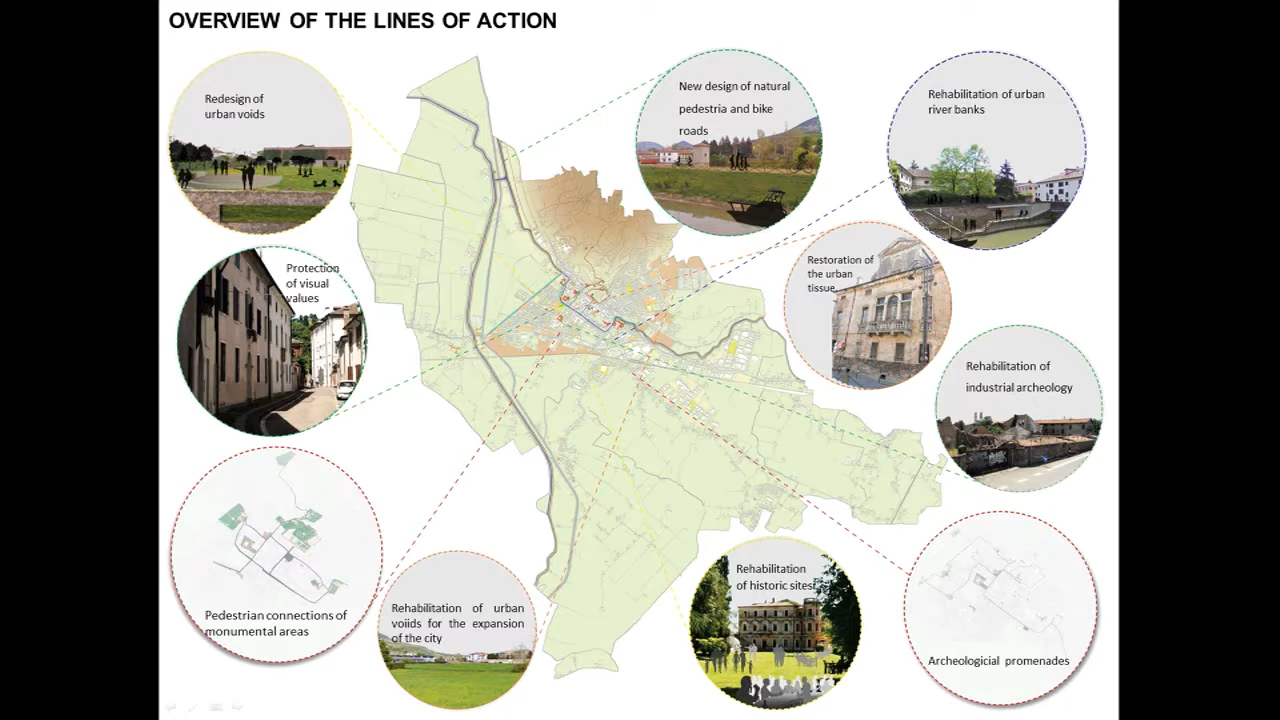 OVERVIEW OF THE LINES OF ACTION
Redesign of
urban voids
New design of natural
pedestria and bike
roads
Rehabilitation of urban
river banks
Protection
of visual
values
Restoration of
the urban
tissue.
Rehabilitation of
industrial archeology
Pedestrian connections of
monumental areas
Rehabilitation of urban
voiids for the expansion
of the city
Rehabilitation
of historic sites
Archeologicial promenades